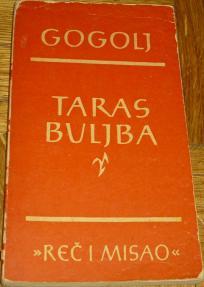 GOGOLJ
TARAS
BULJBA
»REČ I MISAO«